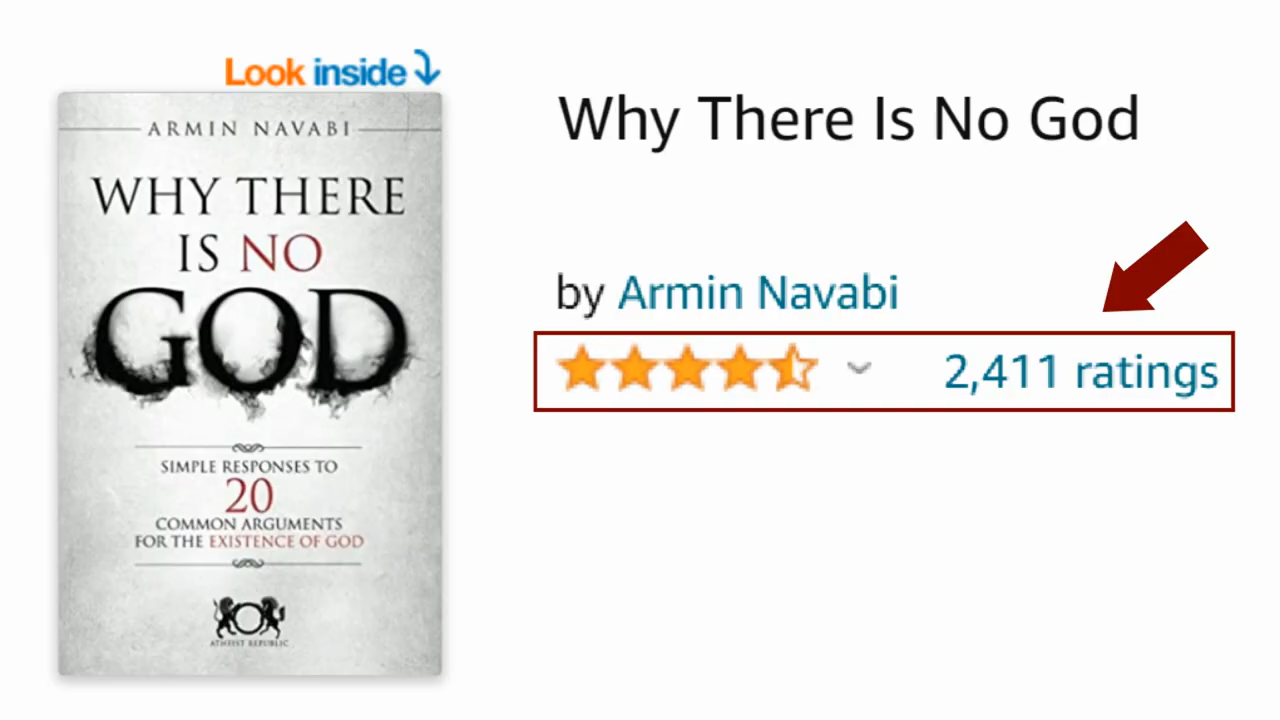 Look inside
ARMIN NAVABI
WHY THERE
IS NO
GOD
SIMPLE RESPONSES TO
20
COMMON ARGUMENTS
FOR THE EXISTENCE OF GOD
ATHEIST REPUBLIC
Why There Is No God
by Armin Navabi
2,411 ratings